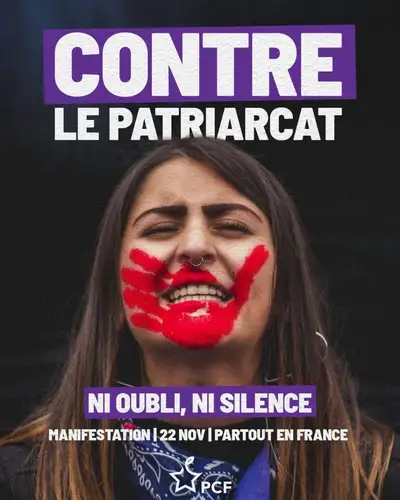 CONTRE
LE PATRIARCAT
NI OUBLI, NI SILENCE
MANIFESTATION | 22 NOV | PARTOUT EN FRANCE
PCF